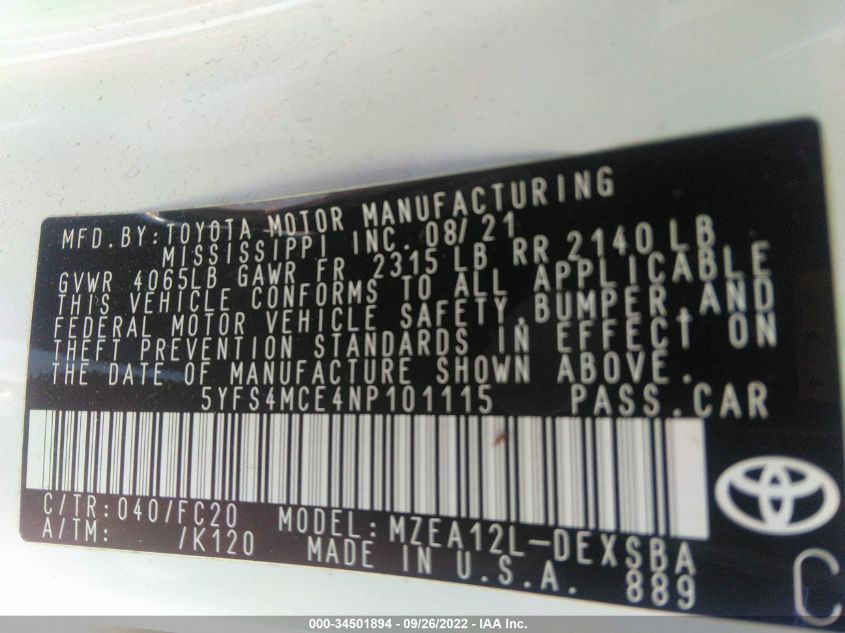 MFD.BY:TOYOTA MOTOR MANUFACTURING
MISSISSIPPI INC. 08/21
GVWR 4065LB GAWR FR 2315 LB RR 2140 LB
THIS VEHICLE CONFORMS TO ALL APPLICABLE
FEDERAL MOTOR VEHICLE SAFETY,BUMPER,AND
THEFT PREVENTION STANDARDS IN EFFECT ON
THE DATE OF MANUFACTURE SHOWN ABOVE.
5YFS4MCE4NP101115 PASS.CAR
C/TR:040/FC20 MODEL:MZEA12L-DEXSBA
A/TM: /K120 MADE IN U.S.A. 889
C
000-34501894 - 09/26/2022 - IAA Inc.